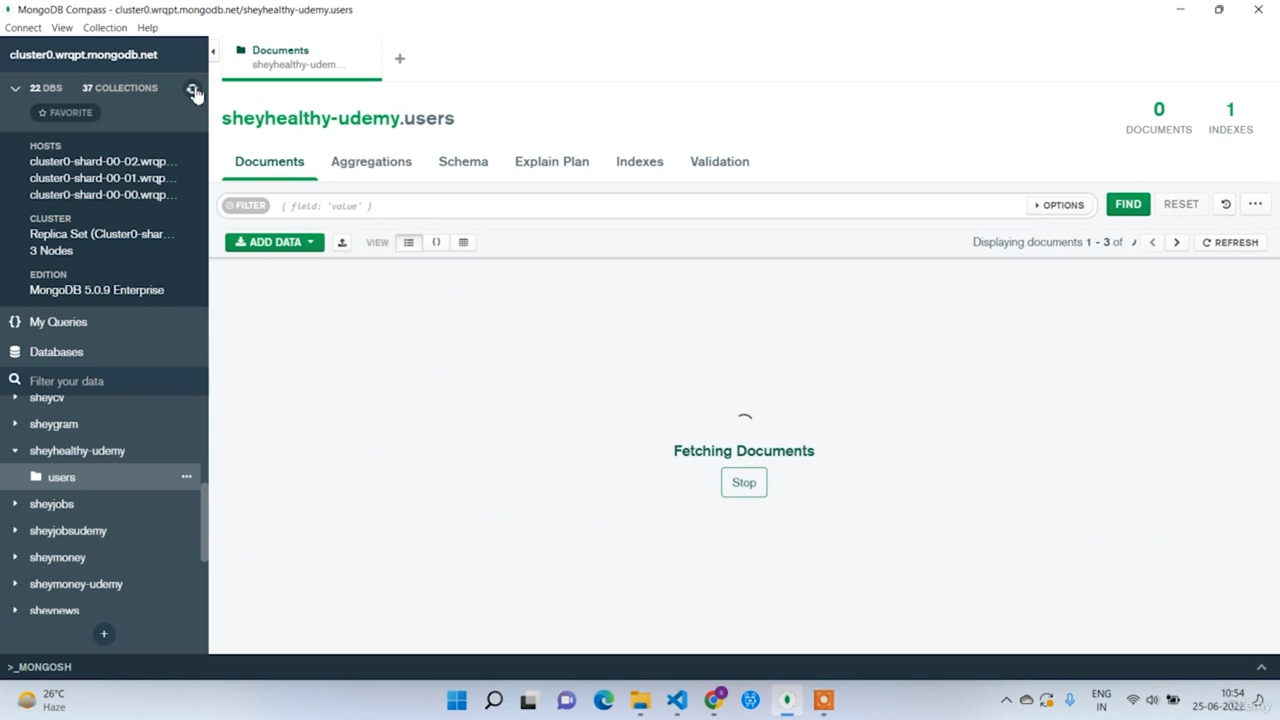 MongoDB Compass - cluster0.wrqpt.mongodb.net/sheyhealthy-udemy.users
Connect View Collection Help
cluster0.wrqpt.mongodb.net
22 DBS 37 COLLECTIONS
FAVORITE
HOSTS
cluster0-shard-00-02.wrqp...
cluster0-shard-00-01.wrqp...
cluster0-shard-00-00.wrqp...
CLUSTER
Replica Set (Cluster0-shar...
3 Nodes
EDITION
MongoDB 5.0.9 Enterprise
{} My Queries
Databases
Filter your data
sheycv
sheygram
sheyhealthy-udemy
users
sheyjobs
sheyjobsudemy
sheymoney
sheymoney-udemy
sheynews
+
Documents
sheyhealth-udem...
+
sheyhealthy-udemy.users
0
DOCUMENTS
1
INDEXES
Documents Aggregations Schema Explain Plan Indexes Validation
FILTER { field: 'value' } OPTIONS FIND RESET ...
ADD DATA VIEW {} Displaying documents 1 - 3 of REFRESH
Fetching Documents
Stop
>_MONGOSH
26°C
Haze
ENG
IN
10:54
25-06-2022